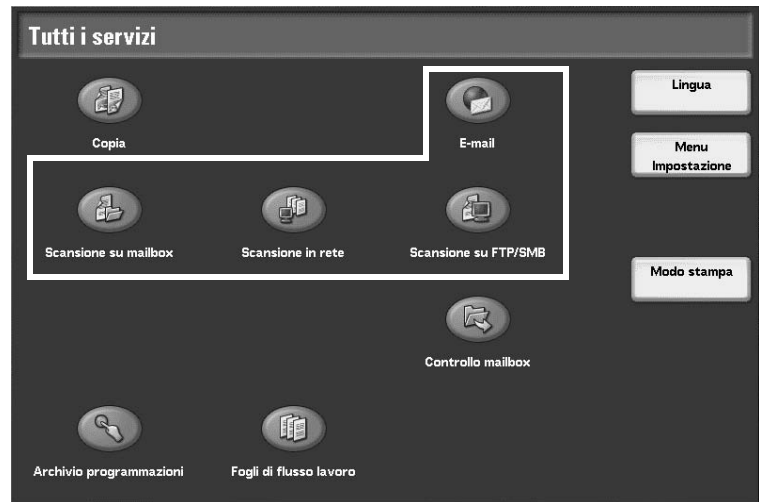 Tutti i servizi
Copia
E-mail
Lingua
Menu
Impostazione
Scansione su mailbox
Scansione in rete
Scansione su FTP/SMB
Modo stampa
Controllo mailbox
Archivio programmazioni
Fogli di flusso lavoro